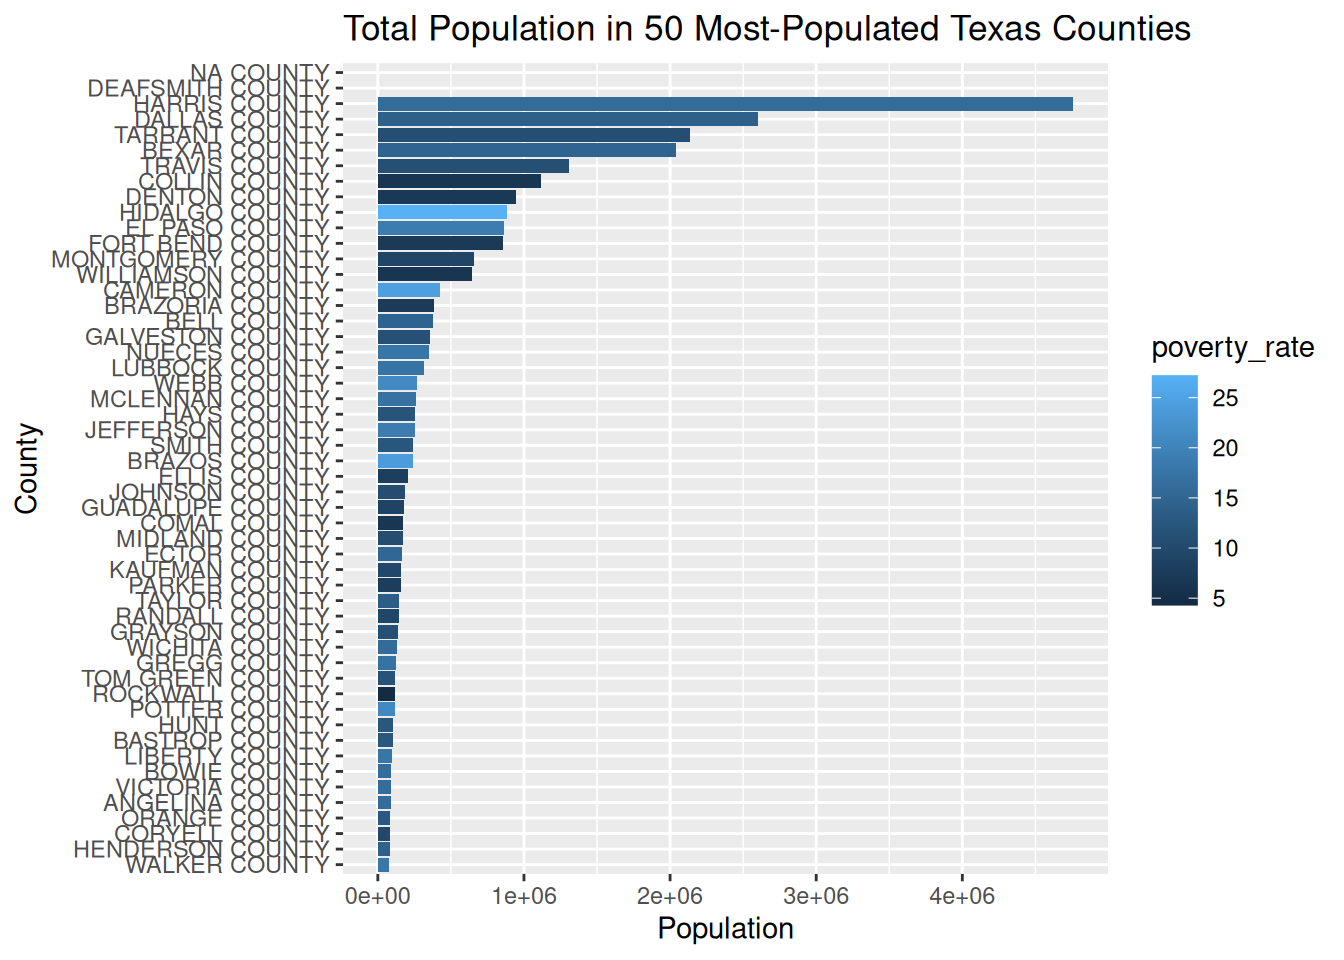 Total Population in 50 Most-Populated Texas Counties
NA COUNTY
DEAFSMITH COUNTY
HARRIS COUNTY
DALLAS COUNTY
TARRANT COUNTY
BEXAR COUNTY
TRAVIS COUNTY
COLLIN COUNTY
DENTON COUNTY
HIDALGO COUNTY
EL PASO COUNTY
FORT BEND COUNTY
MONTGOMERY COUNTY
WILLIAMSON COUNTY
CAMERON COUNTY
BRAZORIA COUNTY
BELL COUNTY
GALVESTON COUNTY
NUECES COUNTY
LUBBOCK COUNTY
WEBB COUNTY
MCLENNAN COUNTY
HAYS COUNTY
JEFFERSON COUNTY
SMITH COUNTY
BRAZOS COUNTY
ELLIS COUNTY
JOHNSON COUNTY
GUADALUPE COUNTY
COMAL COUNTY
MIDLAND COUNTY
ECTOR COUNTY
KAUFMAN COUNTY
PARKER COUNTY
TAYLOR COUNTY
RANDALL COUNTY
GRAYSON COUNTY
WICHITA COUNTY
GREGG COUNTY
TOM GREEN COUNTY
ROCKWALL COUNTY
POTTER COUNTY
HUNT COUNTY
BASTROP COUNTY
LIBERTY COUNTY
BOWIE COUNTY
VICTORIA COUNTY
ANGELINA COUNTY
ORANGE COUNTY
CORYELL COUNTY
HENDERSON COUNTY
WALKER COUNTY
County
0e+00 1e+06 2e+06 3e+06 4e+06
Population
poverty_rate
25
20
15
10
5